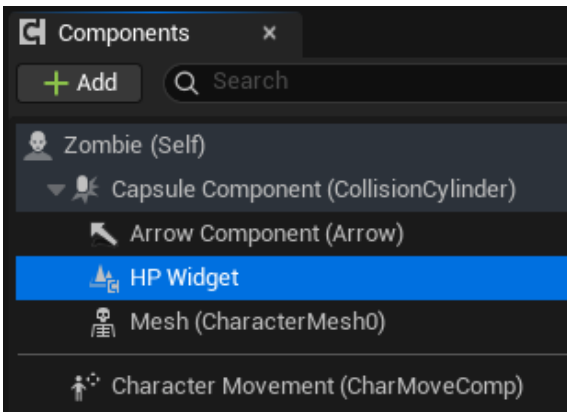 Components
Add
Search
Zombie (Self)
Capsule Component (CollisionCylinder)
Arrow Component (Arrow)
HP Widget
Mesh (CharacterMesh0)
Character Movement (CharMoveComp)